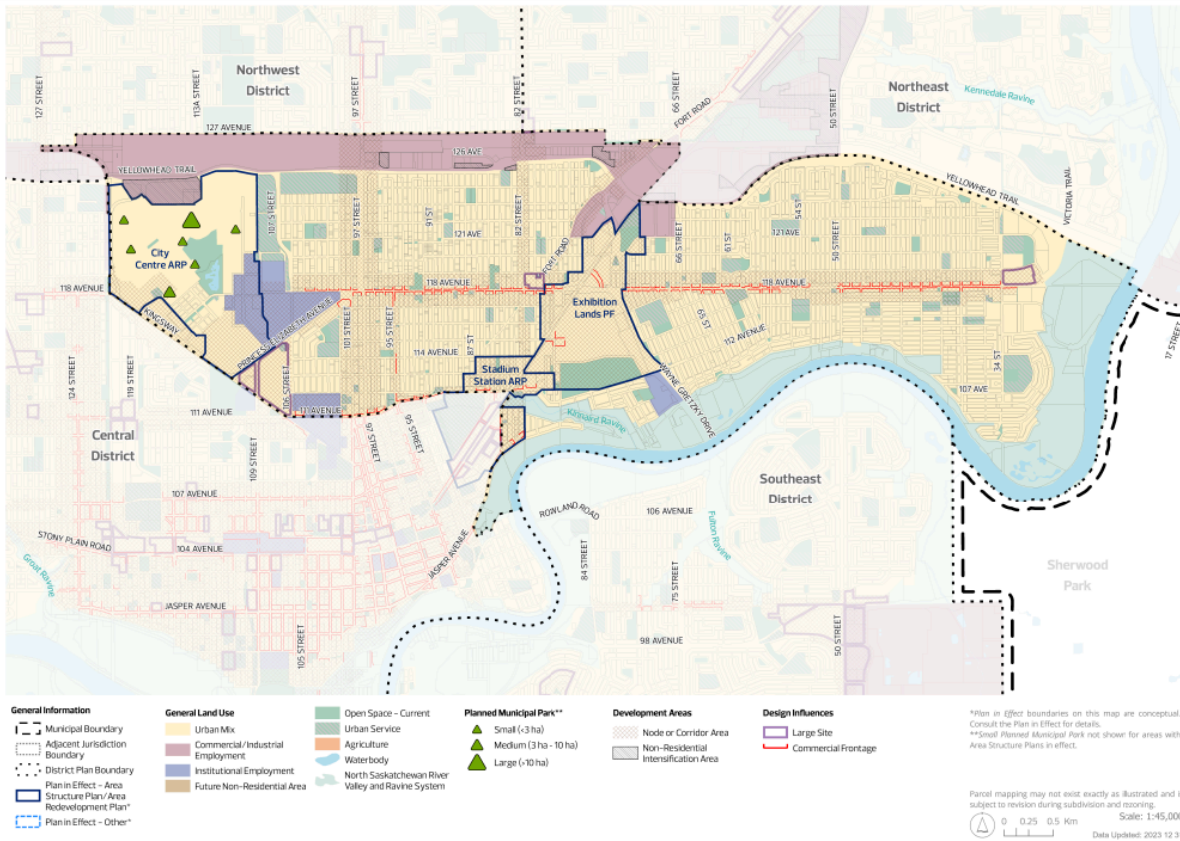 Northwest
District
Northeast
District
Kennedale Ravine
127 STREET
113A STREET
97 STREET
82 STREET
66 STREET
FORT ROAD
50 STREET
127 AVENUE
126 AVE
YELLOWHEAD TRAIL
YELLOWHEAD TRAIL
VICTORIA TRAIL
107 STREET
97 STREET
91 ST
82 STREET
121 AVE
FORT ROAD
66 STREET
61 ST
54 ST
121 AVE
50 STREET
City
Centre ARP
118 AVENUE
118 AVENUE
118 AVENUE
Exhibition
Lands PF
KINGSWAY
PRINCESS ELIZABETH AVENUE
101 STREET
95 STREET
114 AVENUE
87 ST
65 ST
112 AVENUE
17 STREET
34 ST
Stadium
Station ARP
WAYNE GRETZKY DRIVE
107 AVE
124 STREET
119 STREET
106 STREET
111 AVENUE
111 AVENUE
Kinnaird Ravine
Central
District
109 STREET
97 STREET
95 STREET
Southeast
District
107 AVENUE
ROWLAND ROAD
106 AVENUE
Fulton Ravine
STONY PLAIN ROAD
104 AVENUE
JASPER AVENUE
84 STREET
75 STREET
Sherwood
Park
Groat Ravine
JASPER AVENUE
105 STREET
98 AVENUE
50 STREET
General Information
Municipal Boundary
Adjacent Jurisdiction
Boundary
District Plan Boundary
Plan in Effect - Area
Structure Plan/Area
Redevelopment Plan*
Plan in Effect - Other*
General Land Use
Urban Mix
Commercial/Industrial
Employment
Institutional Employment
Future Non-Residential Area
Open Space - Current
Urban Service
Agriculture
Waterbody
North Saskatchewan River
Valley and Ravine System
Planned Municipal Park**
Small (<3 ha)
Medium (3 ha - 10 ha)
Large (>10 ha)
Development Areas
Node or Corridor Area
Non-Residential
Intensification Area
Design Influences
Large Site
Commercial Frontage
*Plan in Effect boundaries on this map are conceptual.
Consult the Plan in Effect for details.
**Small Planned Municipal Park not shown for areas with
Area Structure Plans in effect.
Parcel mapping may not exist exactly as illustrated and i
subject to revision during subdivision and rezoning.
Scale: 1:45,000
0 0.25 0.5 Km
Data Updated: 2023 12 3